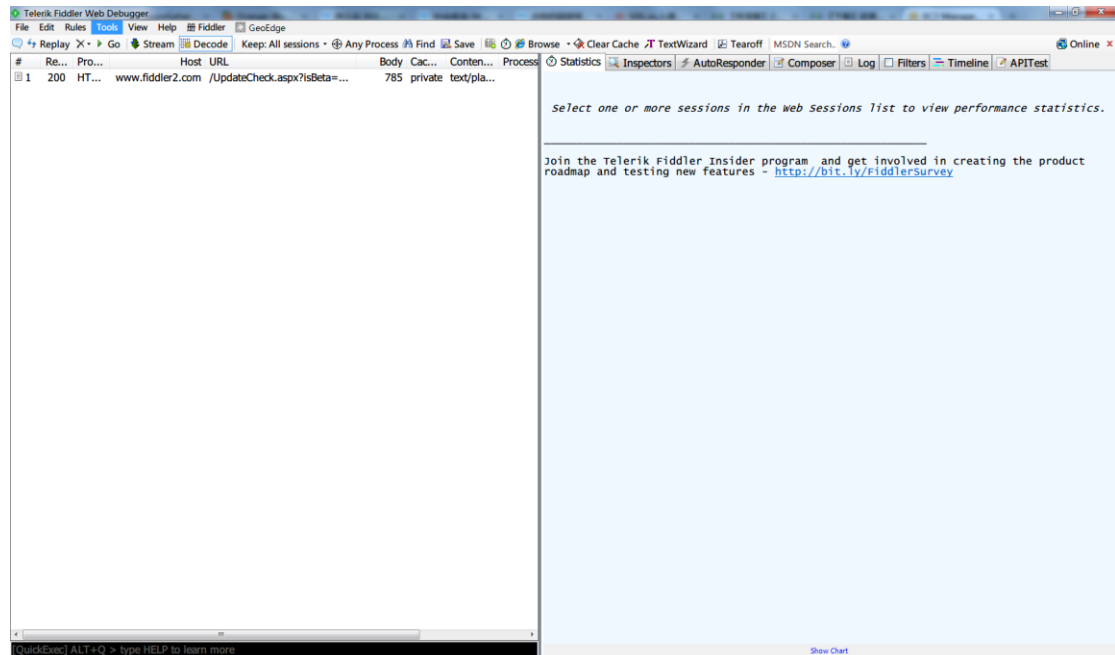 Telerik Fiddler Web Debugger
File Edit Rules Tools View Help Fiddler GeoEdge
Replay X Go Stream Decode Keep: All sessions Any Process Find Save Browse Clear Cache TextWizard Tearoff MSDN Search.. Online x
# Re... Pro... Host URL Body Cac... Conten... Process
Statistics Inspectors AutoResponder Composer Log Filters Timeline APITest
1 200 HT... www.fiddler2.com /UpdateCheck.aspx?isBeta=... 785 private text/pla...
Select one or more sessions in the Web Sessions list to view performance statistics.
Join the Telerik Fiddler Insider program and get involved in creating the product
roadmap and testing new features - http://bit.ly/FiddlerSurvey
[QuickExec] ALT+Q > type HELP to learn more
Show Chart